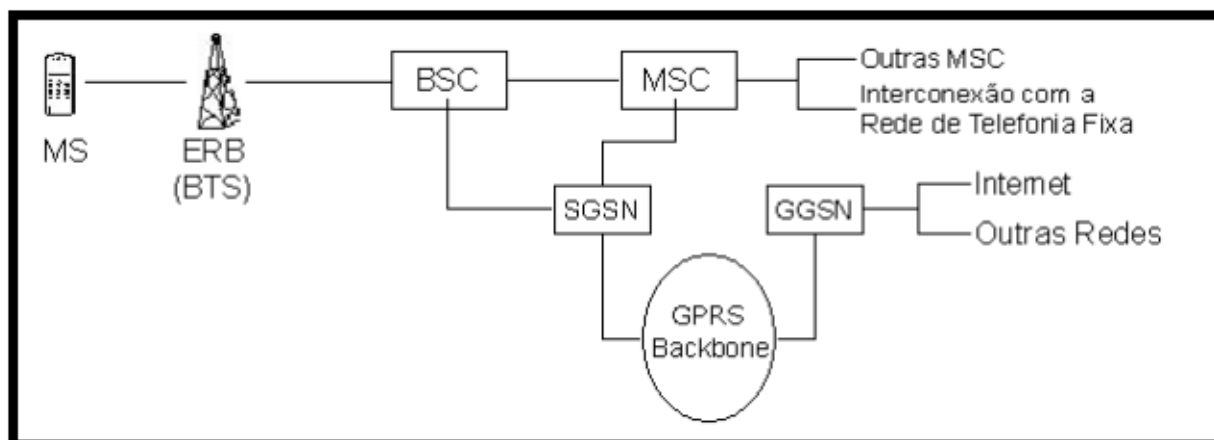 BSC
MSC
Outras MSC
Interconexão com a
Rede de Telefonia Fixa
MS
ERB
(BTS)
SGSN
GGSN
Internet
Outras Redes
GPRS
Backbone